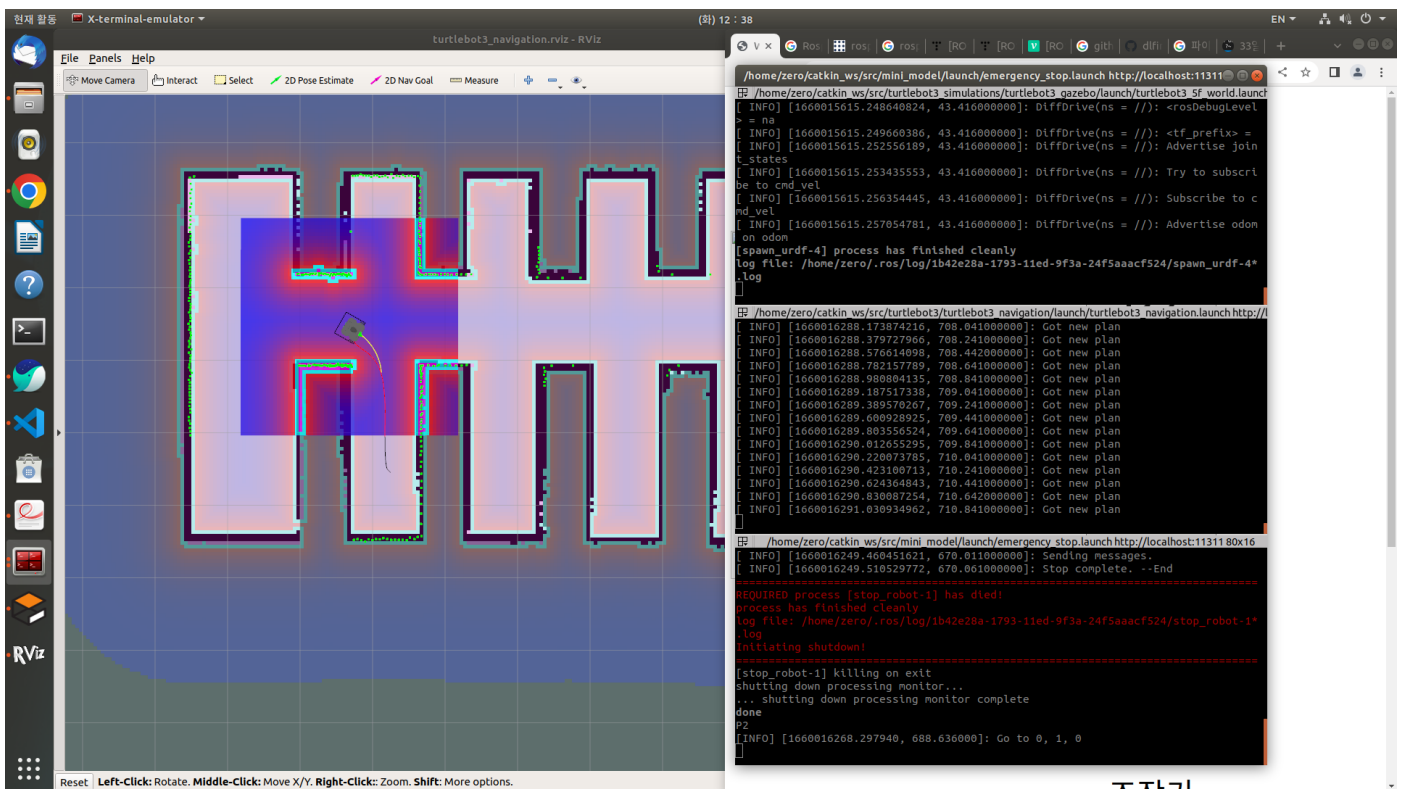 현재 활동
X-terminal-emulator
(화) 12 : 38
EN
turtlebot3_navigation.rviz - RViz
File Panels Help
Move Camera Interact Select 2D Pose Estimate 2D Nav Goal Measure
/home/zero/catkin_ws/src/mini_model/launch/emergency_stop.launch http://localhost:11311
/home/zero/catkin_ws/src/turtlebot3_simulations/turtlebot3_gazebo/launch/turtlebot3_5f_world.launch
[ INFO] [1660015615.248640824, 43.416000000]: DiffDrive(ns = //): <rosDebugLevel
> = na
[ INFO] [1660015615.249660386, 43.416000000]: DiffDrive(ns = //): <tf_prefix> =
[ INFO] [1660015615.252556189, 43.416000000]: DiffDrive(ns = //): Advertise join
t_states
[ INFO] [1660015615.253435553, 43.416000000]: DiffDrive(ns = //): Try to subscri
be to cmd_vel
[ INFO] [1660015615.256354445, 43.416000000]: DiffDrive(ns = //): Subscribe to c
md_vel
[ INFO] [1660015615.257054781, 43.416000000]: DiffDrive(ns = //): Advertise odom
on odom
[spawn_urdf-4] process has finished cleanly
log file: /home/zero/.ros/log/1b42e28a-1793-11ed-9f3a-24f5aaacf524/spawn_urdf-4*
.log
/home/zero/catkin_ws/src/turtlebot3/turtlebot3_navigation/launch/turtlebot3_navigation.launch http://l
[ INFO] [1660016288.173874216, 708.041000000]: Got new plan
[ INFO] [1660016288.379727966, 708.241000000]: Got new plan
[ INFO] [1660016288.576614098, 708.442000000]: Got new plan
[ INFO] [1660016288.782157789, 708.641000000]: Got new plan
[ INFO] [1660016288.980804135, 708.841000000]: Got new plan
[ INFO] [1660016289.187517338, 709.041000000]: Got new plan
[ INFO] [1660016289.389570267, 709.241000000]: Got new plan
[ INFO] [1660016289.600928925, 709.441000000]: Got new plan
[ INFO] [1660016289.803556524, 709.641000000]: Got new plan
[ INFO] [1660016290.012655295, 709.841000000]: Got new plan
[ INFO] [1660016290.220073785, 710.041000000]: Got new plan
[ INFO] [1660016290.423100713, 710.241000000]: Got new plan
[ INFO] [1660016290.624364843, 710.441000000]: Got new plan
[ INFO] [1660016290.830087254, 710.642000000]: Got new plan
[ INFO] [1660016291.030934962, 710.841000000]: Got new plan
/home/zero/catkin_ws/src/mini_model/launch/emergency_stop.launch http://localhost:11311 80x16
[ INFO] [1660016249.460451621, 670.011000000]: Sending messages.
[ INFO] [1660016249.510529772, 670.061000000]: Stop complete. --End
================================================================================
REQUIRED process [stop_robot-1] has died!
process has finished cleanly
log file: /home/zero/.ros/log/1b42e28a-1793-11ed-9f3a-24f5aaacf524/stop_robot-1*
.log
Initiating shutdown!
================================================================================
[stop_robot-1] killing on exit
shutting down processing monitor...
... shutting down processing monitor complete
done
P2
[INFO] [1660016268.297940, 688.636000]: Go to 0, 1, 0
RViz
Reset Left-Click: Rotate. Middle-Click: Move X/Y. Right-Click:: Zoom. Shift: More options.